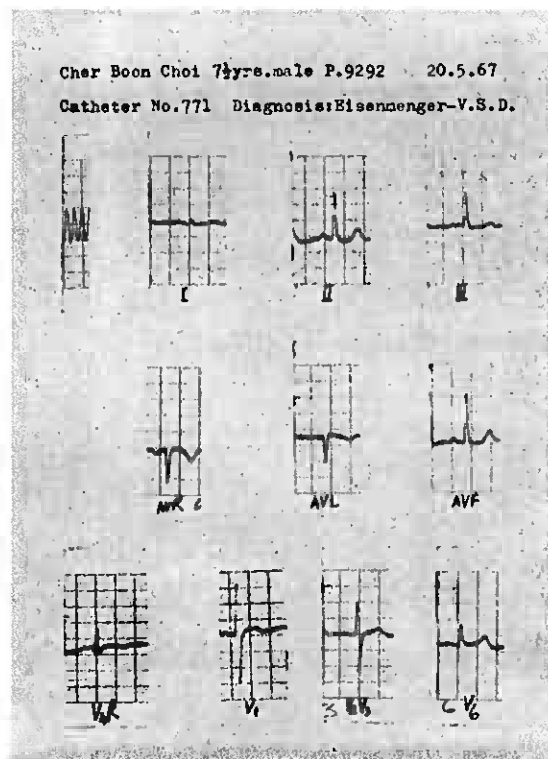 Cher Boon Choi 7½yrs.male P.9292 20.5.67
Catheter No.771 Diagnosis:Eisenmenger-V.S.D.
I II III
AVR AVL AVF
V₁ V₆